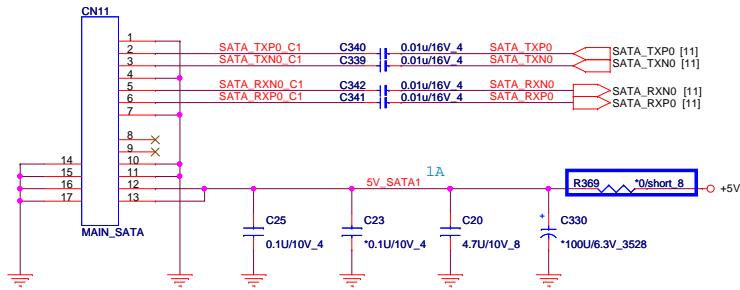 CN11
1
2 SATA_TXP0_C1 C340 0.01u/16V_4 SATA_TXP0 SATA_TXP0 [11]
3 SATA_TXN0_C1 C339 0.01u/16V_4 SATA_TXN0 SATA_TXN0 [11]
4
5 SATA_RXN0_C1 C342 0.01u/16V_4 SATA_RXN0 SATA_RXN0 [11]
6 SATA_RXP0_C1 C341 0.01u/16V_4 SATA_RXP0 SATA_RXP0 [11]
7
8
9
14 10
15 11
16 12 5V_SATA1 1A R369 *0/short_8 +5V
17 13
MAIN_SATA
C25 C23 C20 + C330
0.1U/10V_4 *0.1U/10V_4 4.7U/10V_8 *100U/6.3V_3528